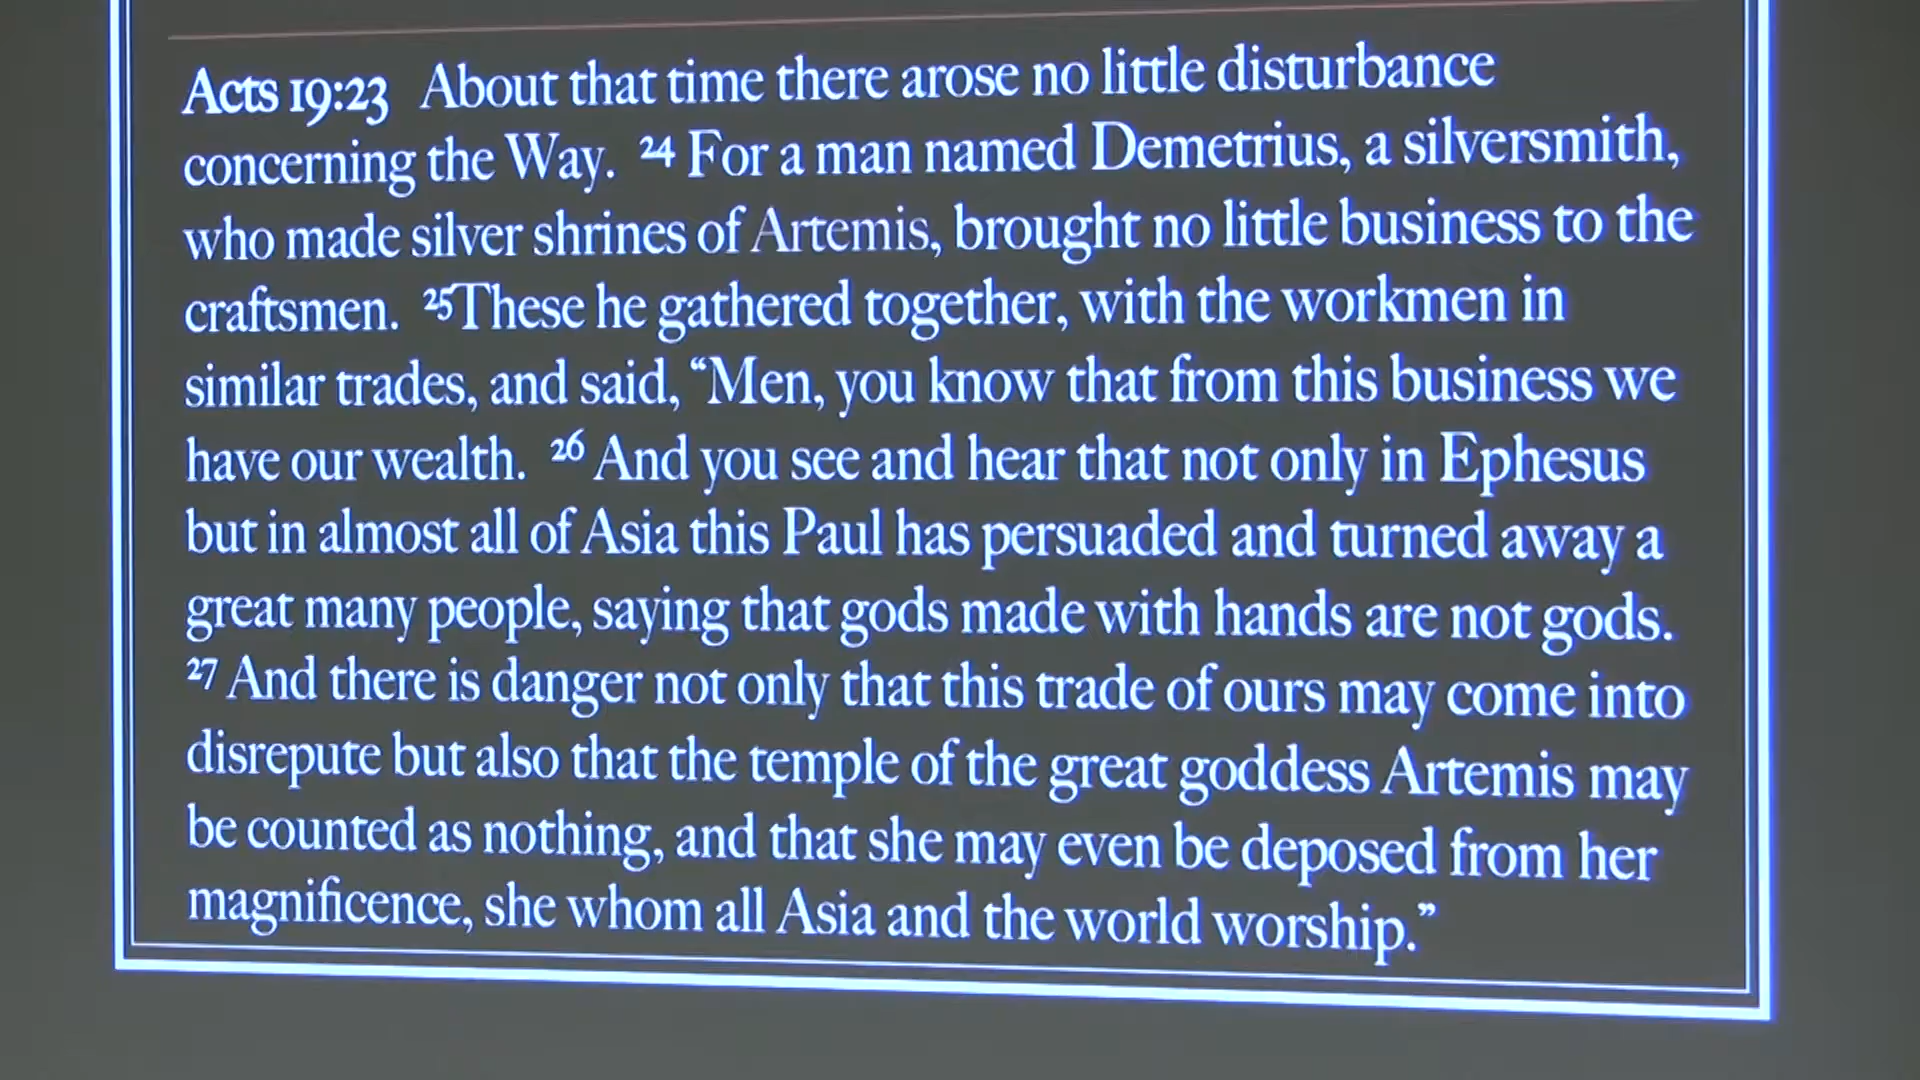 Acts 19:23 About that time there arose no little disturbance
concerning the Way. 24 For a man named Demetrius, a silversmith,
who made silver shrines of Artemis, brought no little business to the
craftsmen. 25These he gathered together, with the workmen in
similar trades, and said, “Men, you know that from this business we
have our wealth. 26 And you see and hear that not only in Ephesus
but in almost all of Asia this Paul has persuaded and turned away a
great many people, saying that gods made with hands are not gods.
27 And there is danger not only that this trade of ours may come into
disrepute but also that the temple of the great goddess Artemis may
be counted as nothing, and that she may even be deposed from her
magnificence, she whom all Asia and the world worship.”